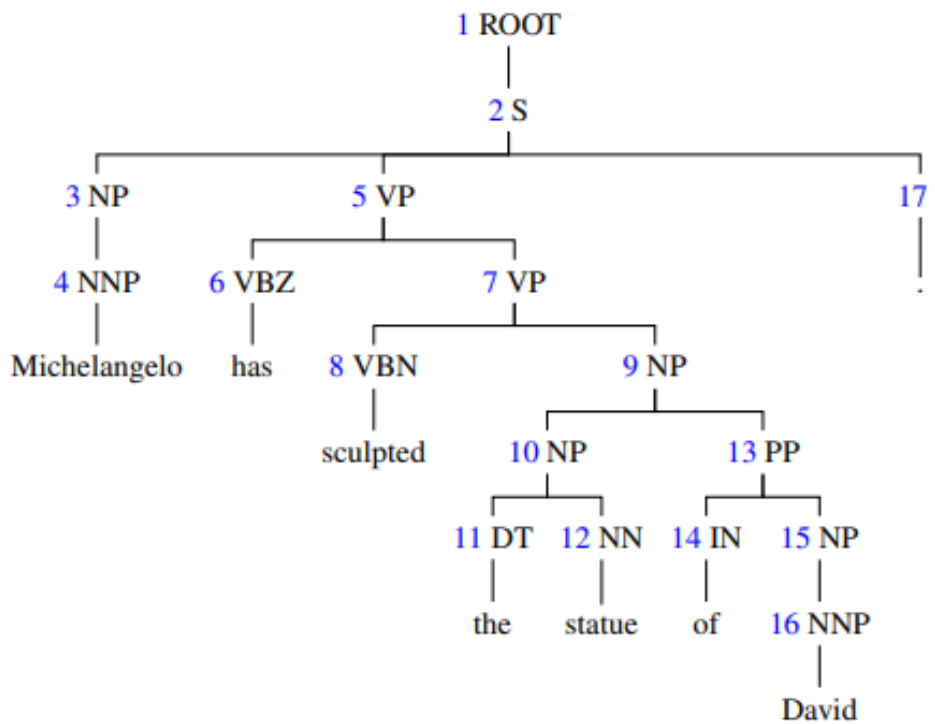 1 ROOT
2 S
3 NP 5 VP 17
4 NNP 6 VBZ 7 VP .
Michelangelo has 8 VBN 9 NP
sculpted 10 NP 13 PP
11 DT 12 NN 14 IN 15 NP
the statue of 16 NNP
David